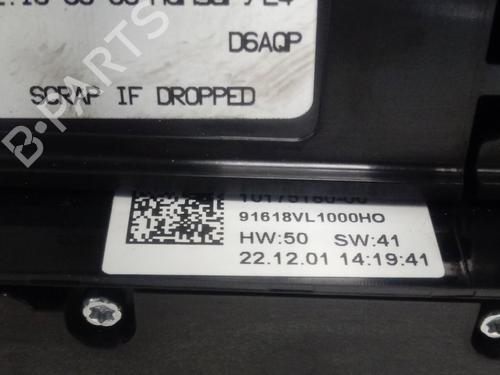 D6AQP
SCRAP IF DROPPED
91618VL1000HO
HW:50 SW:41
22.12.01 14:19:41
B-PARTS